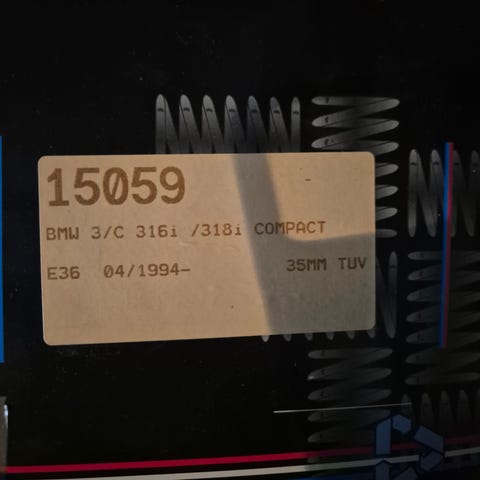 15059
BMW 3/C 316i /318i COMPACT
E36 04/1994- 35MM TUV